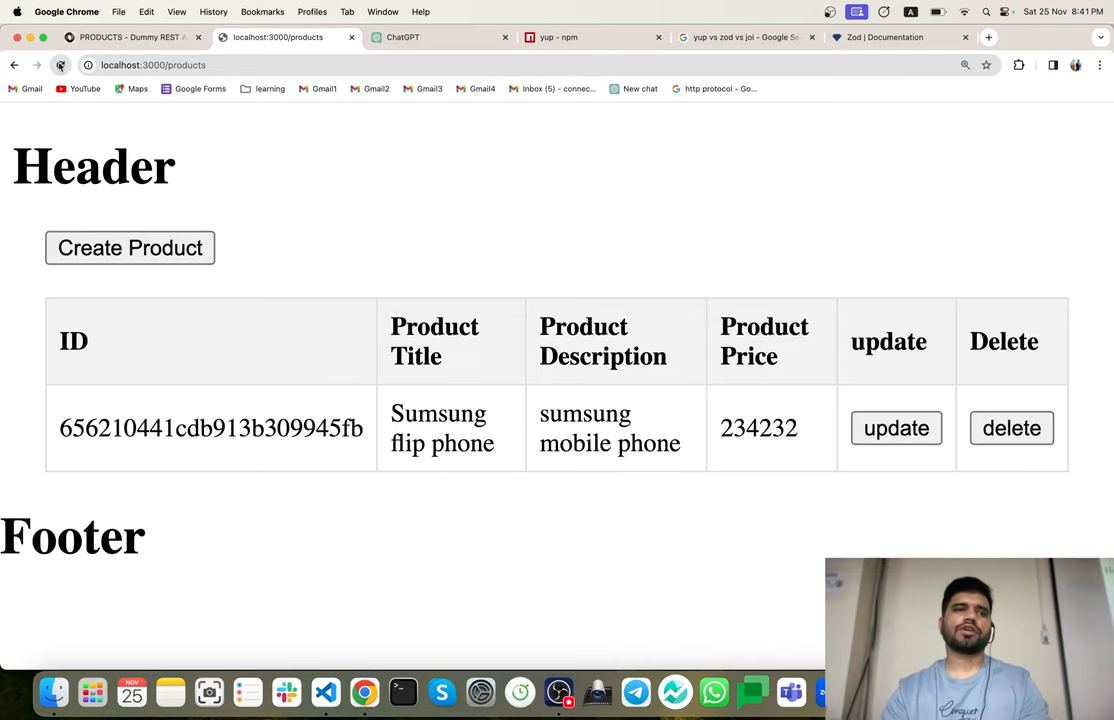 Google Chrome File Edit View History Bookmarks Profiles Tab Window Help A Sat 25 Nov 8:41 PM
PRODUCTS - Dummy REST A localhost:3000/products ChatGPT yup - npm yup vs zod vs joi - Google Se Zod | Documentation
localhost:3000/products
Gmail YouTube Maps Google Forms learning Gmail1 Gmail2 Gmail3 Gmail4 Inbox (5) - connec... New chat http protocol - Go...
Header
Create Product
ID Product Title Product Description Product Price update Delete
656210441cdb913b309945fb Sumsung flip phone sumsung mobile phone 234232 update delete
Footer
NOV
25
Conquer